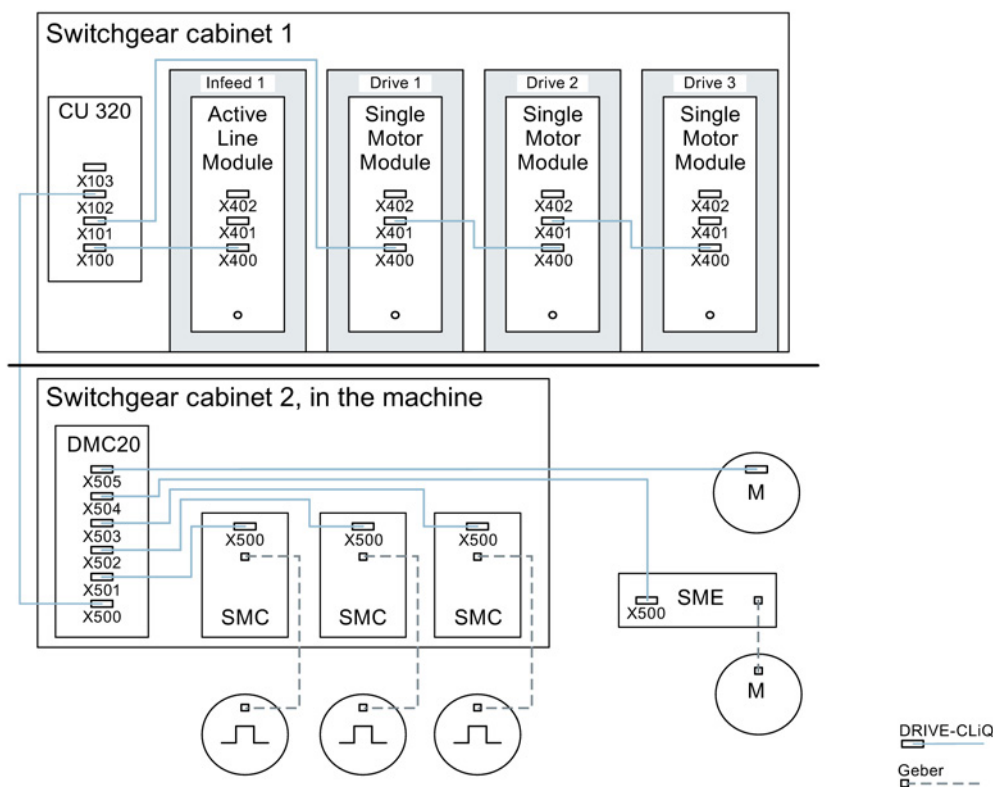 Switchgear cabinet 1
CU 320
X103
X102
X101
X100
Infeed 1
Active
Line
Module
X402
X401
X400
Drive 1
Single
Motor
Module
X402
X401
X400
Drive 2
Single
Motor
Module
X402
X401
X400
Drive 3
Single
Motor
Module
X402
X401
X400
Switchgear cabinet 2, in the machine
DMC20
X505
X504
X503
X502
X501
X500
X500
SMC
X500
SMC
X500
SMC
M
X500
SME
M
DRIVE-CLiQ
Geber